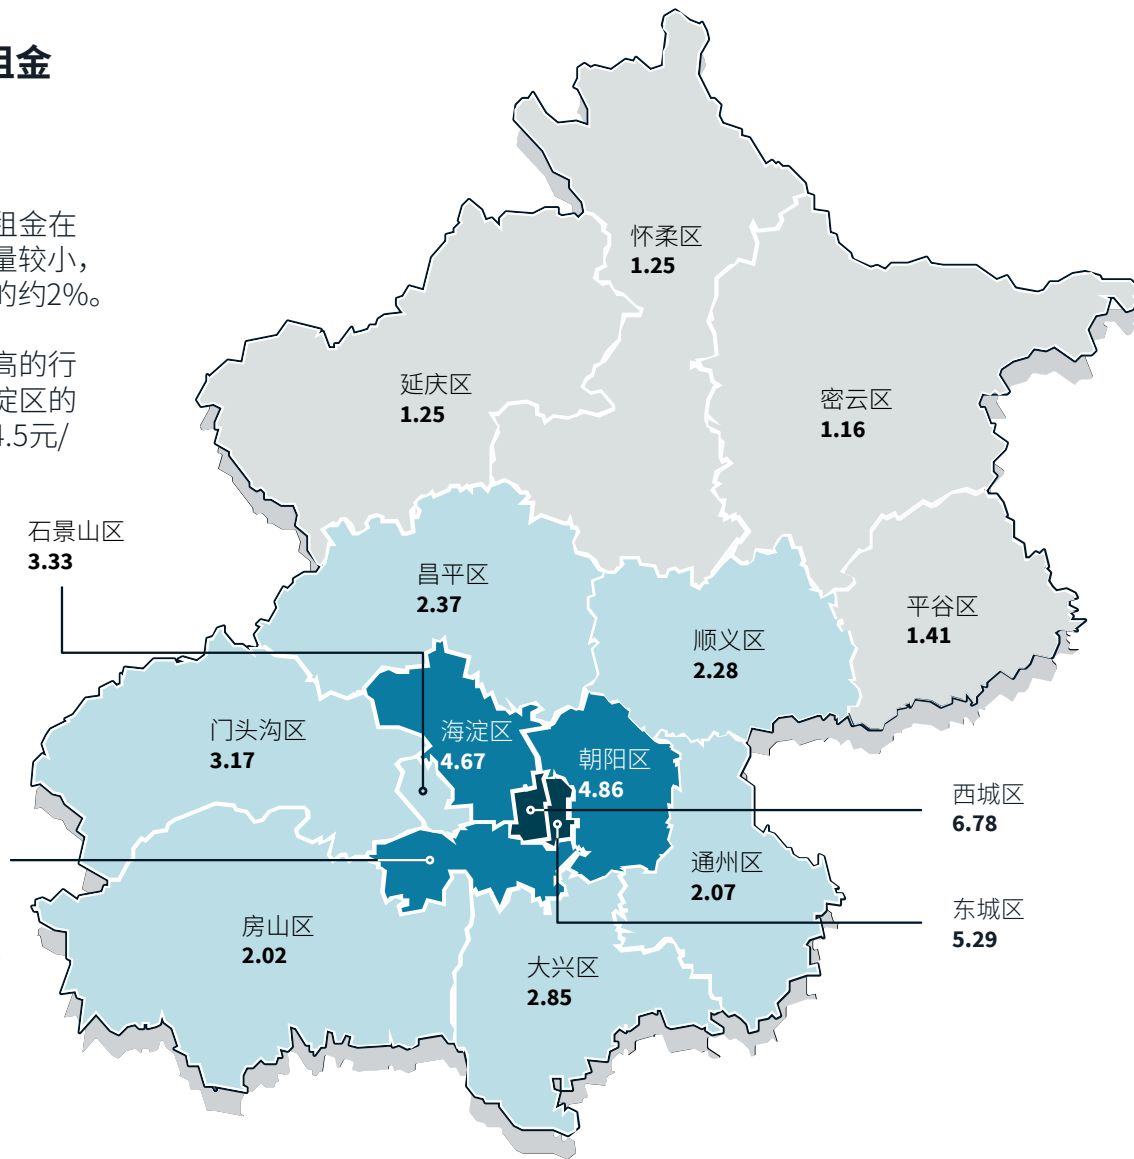 租金
租金在
量较小，
的约2%。
高的行
淀区的
4.5元/
怀柔区
1.25
延庆区
1.25
密云区
1.16
石景山区
3.33
昌平区
2.37
平谷区
1.41
顺义区
2.28
门头沟区
3.17
海淀区
4.67
朝阳区
4.86
西城区
6.78
通州区
2.07
东城区
5.29
房山区
2.02
大兴区
2.85